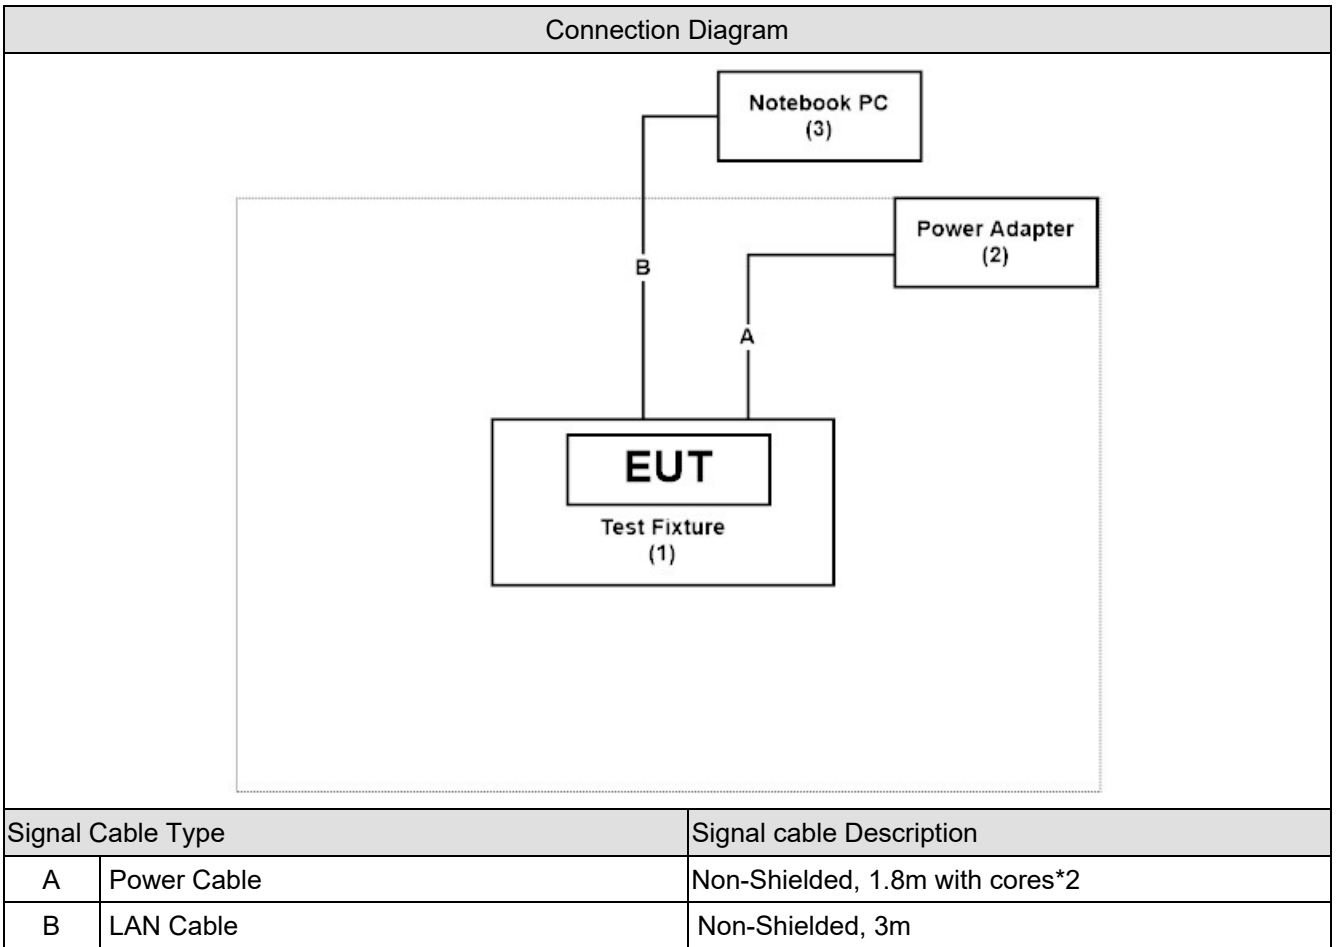 Connection Diagram
Notebook PC
(3)
Power Adapter
(2)
B
A
EUT
Test Fixture
(1)
Signal Cable Type Signal cable Description
A Power Cable Non-Shielded, 1.8m with cores*2
B LAN Cable Non-Shielded, 3m